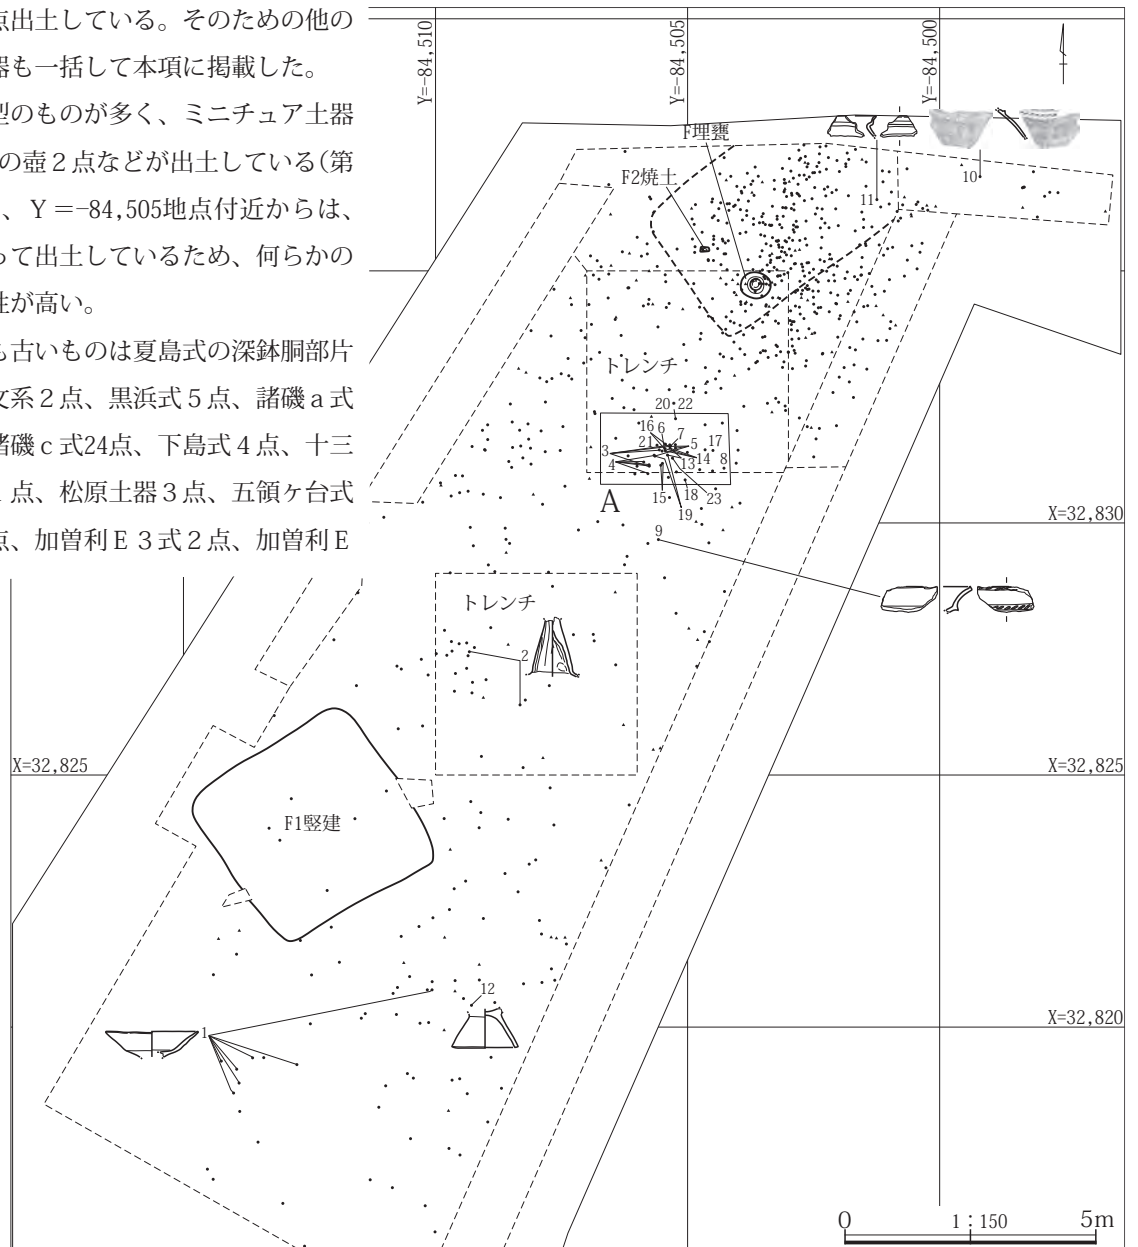 点出土している。そのための他の
器も一括して本項に掲載した。
型のものが多く、ミニチュア土器
の壺２点などが出土している(第
、Ｙ＝-84,505地点付近からは、
って出土しているため、何らかの
性が高い。
も古いものは夏島式の深鉢胴部片
文系２点、黒浜式５点、諸磯ａ式
諸磯ｃ式24点、下島式４点、十三
点、松原土器３点、五領ケ台式
点、加曽利Ｅ３式２点、加曽利Ｅ
Y=-84,510
Y=-84,505
Y=-84,500
F埋甕
F2焼土
11
10
トレンチ
20 22
16 6 7
3 21 5 17
4 13 14 8
15 18 23
A
19
9
X=32,830
トレンチ
2
X=32,825
X=32,825
F1竪建
12
1
X=32,820
0 1：150 5m